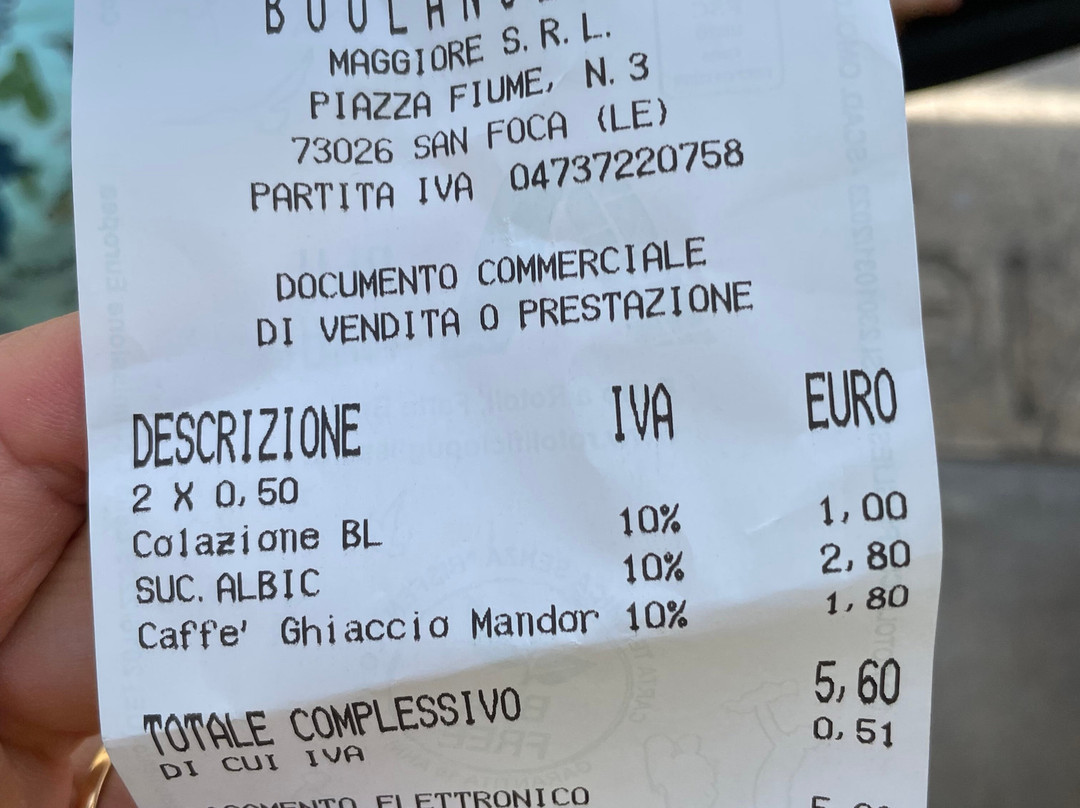 MAGGIORE S. R. L.
PIAZZA FIUME, N. 3
73026 SAN FOCA (LE)
PARTITA IVA 04737220758
DOCUMENTO COMMERCIALE
DI VENDITA O PRESTAZIONE
DESCRIZIONE IVA EURO
2 X 0,50
Colazione BL 10% 1,00
SUC. ALBIC 10% 2,80
Caffe' Ghiaccio Mandor 10% 1,80
TOTALE COMPLESSIVO 5,60
DI CUI IVA 0,51
ELETTRONICO